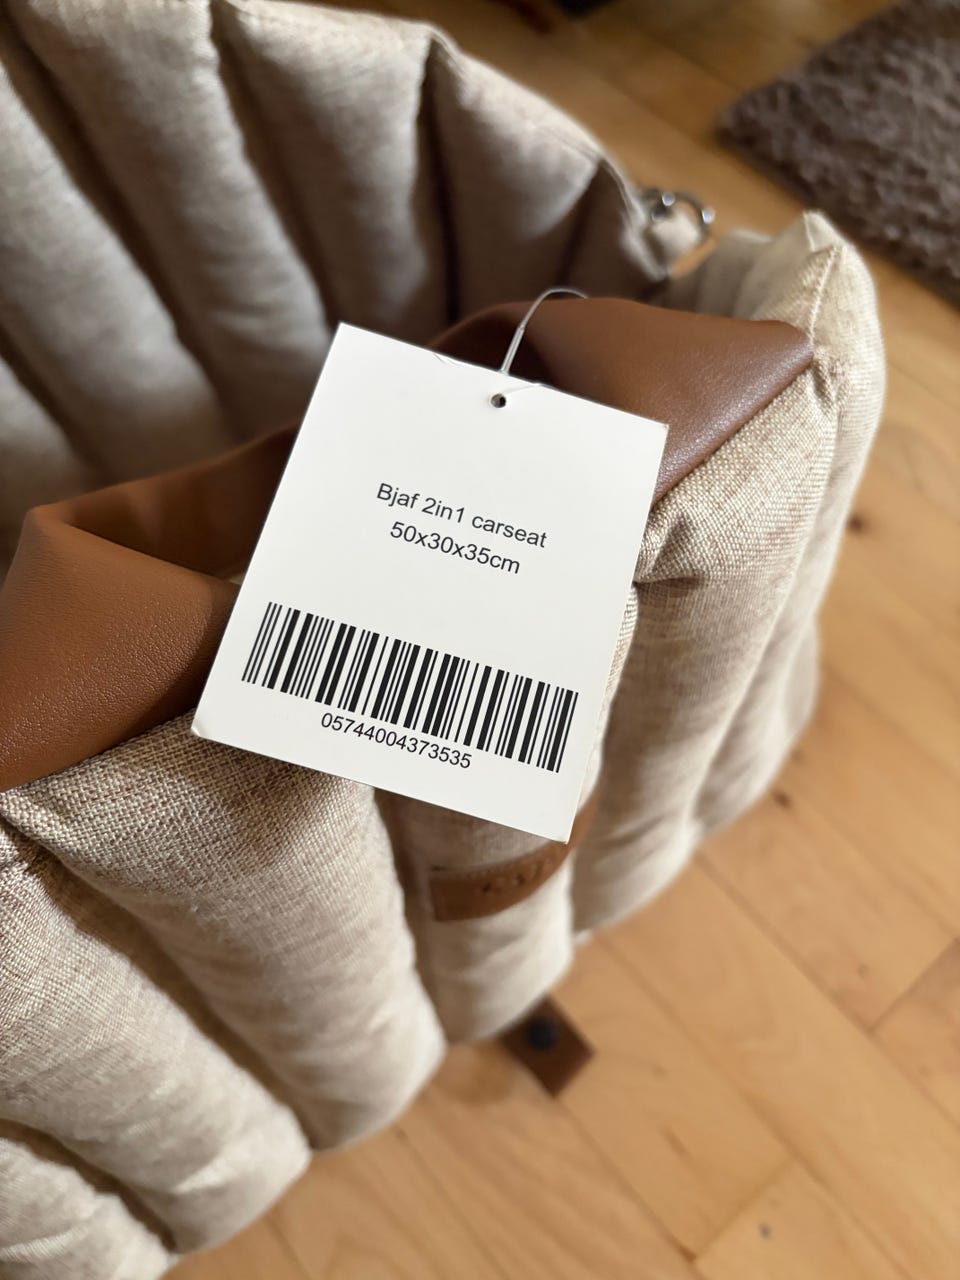 Bjaf 2in1 carseat
50x30x35cm
05744004373535